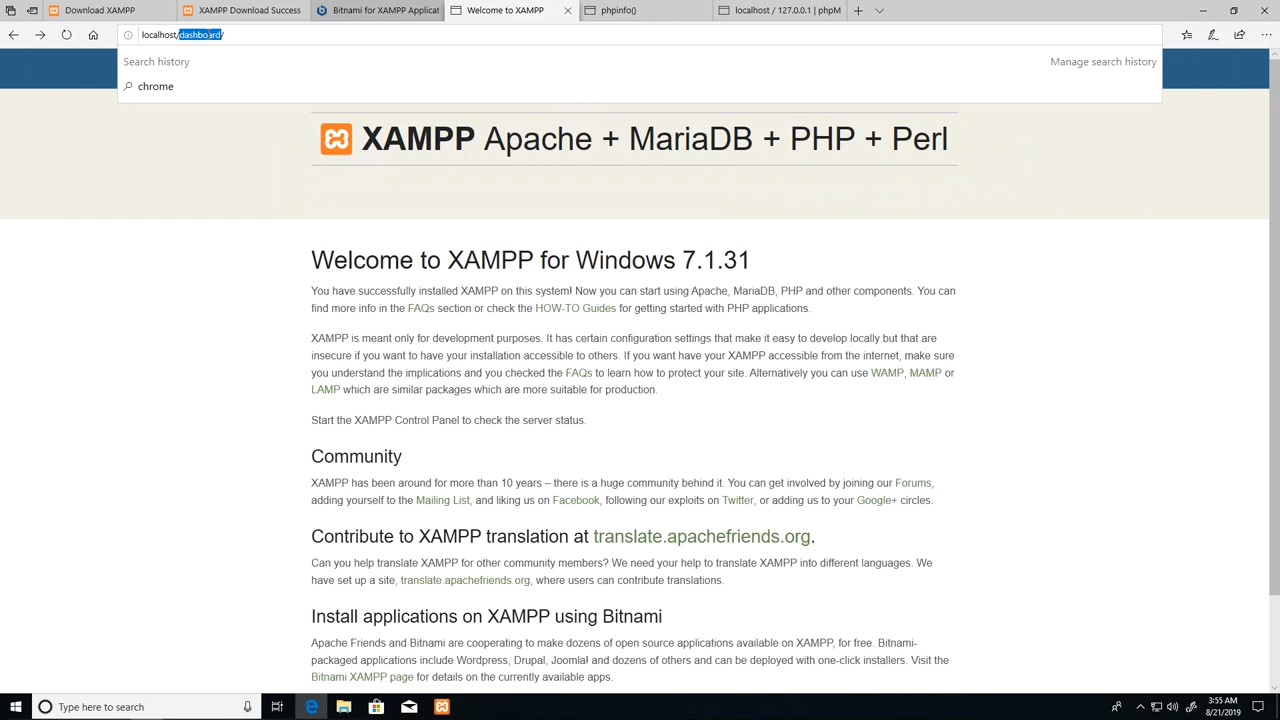 Download XAMPP
XAMPP Download Success
Bitnami for XAMPP Applicat
Welcome to XAMPP
phpinfo()
localhost / 127.0.0.1 | phpM
localhost/dashboard/
Search history
Manage search history
chrome
XAMPP Apache + MariaDB + PHP + Perl
Welcome to XAMPP for Windows 7.1.31
You have successfully installed XAMPP on this system! Now you can start using Apache, MariaDB, PHP and other components. You can
find more info in the FAQs section or check the HOW-TO Guides for getting started with PHP applications.
XAMPP is meant only for development purposes. It has certain configuration settings that make it easy to develop locally but that are
insecure if you want to have your installation accessible to others. If you want have your XAMPP accessible from the internet, make sure
you understand the implications and you checked the FAQs to learn how to protect your site. Alternatively you can use WAMP, MAMP or
LAMP which are similar packages which are more suitable for production.
Start the XAMPP Control Panel to check the server status.
Community
XAMPP has been around for more than 10 years – there is a huge community behind it. You can get involved by joining our Forums,
adding yourself to the Mailing List, and liking us on Facebook, following our exploits on Twitter, or adding us to your Google+ circles.
Contribute to XAMPP translation at translate.apachefriends.org.
Can you help translate XAMPP for other community members? We need your help to translate XAMPP into different languages. We
have set up a site, translate.apachefriends.org, where users can contribute translations.
Install applications on XAMPP using Bitnami
Apache Friends and Bitnami are cooperating to make dozens of open source applications available on XAMPP, for free. Bitnami-
packaged applications include Wordpress, Drupal, Joomla! and dozens of others and can be deployed with one-click installers. Visit the
Bitnami XAMPP page for details on the currently available apps.
Type here to search
3:55 AM
8/21/2019